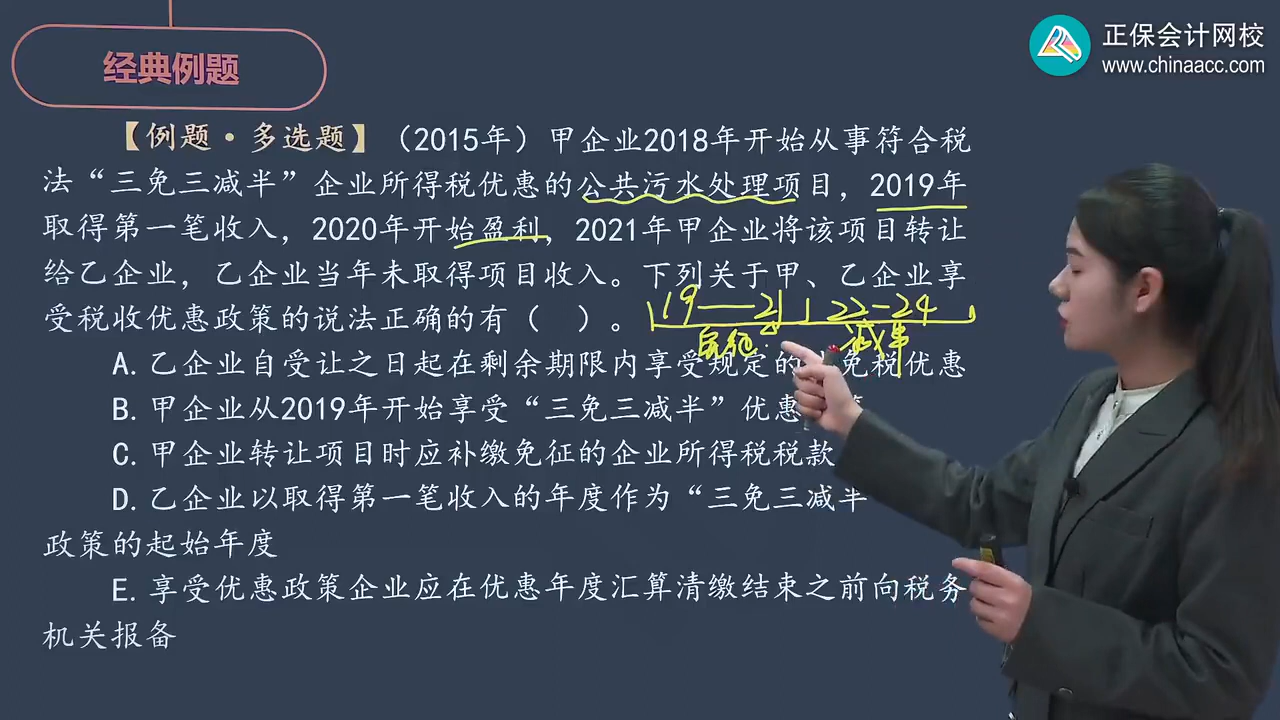 经典例题
正保会计网校
www.chinaacc.com
【例题·多选题】（2015年）甲企业2018年开始从事符合税
法“三免三减半”企业所得税优惠的公共污水处理项目，2019年
取得第一笔收入，2020年开始盈利，2021年甲企业将该项目转让
给乙企业，乙企业当年未取得项目收入。下列关于甲、乙企业享
受税收优惠政策的说法正确的有（ ）。
19—21 22-24
免征 减半
A. 乙企业自受让之日起在剩余期限内享受规定的 免税优惠
B. 甲企业从2019年开始享受“三免三减半”优惠
C. 甲企业转让项目时应补缴免征的企业所得税税款
D. 乙企业以取得第一笔收入的年度作为“三免三减半
政策的起始年度
E. 享受优惠政策企业应在优惠年度汇算清缴结束之前向税务
机关报备